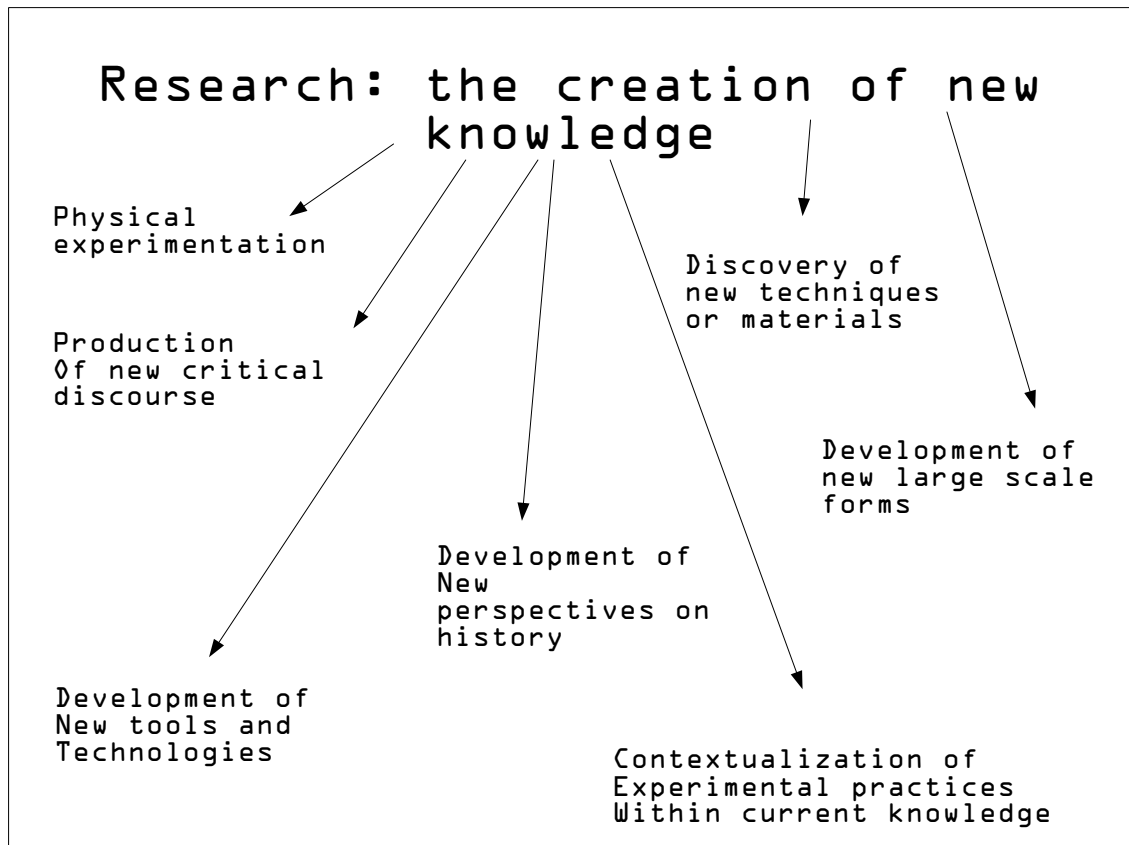 Research: the creation of new
knowledge
Physical
experimentation
Discovery of
new techniques
or materials
Production
Of new critical
discourse
Development of
new large scale
forms
Development of
New
perspectives on
history
Development of
New tools and
Technologies
Contextualization of
Experimental practices
Within current knowledge